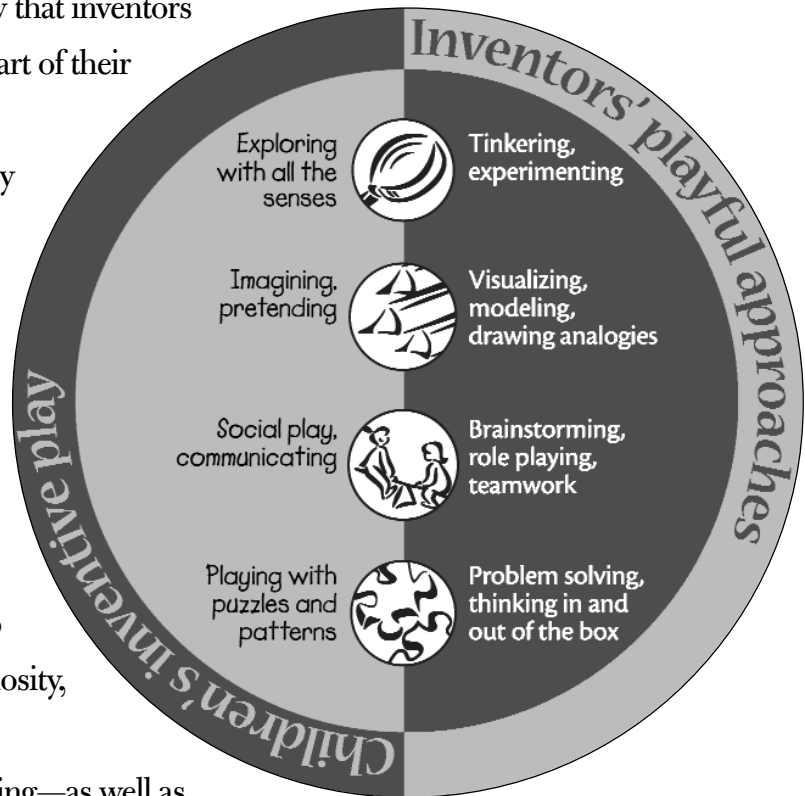 y that inventors
art of their
y
osity,
ing—as well as
Inventors' playful approaches
Children's inventive play
Exploring
with all the
senses
Tinkering,
experimenting
Imagining,
pretending
Visualizing,
modeling,
drawing analogies
Social play,
communicating
Brainstorming,
role playing,
teamwork
Playing with
puzzles and
patterns
Problem solving,
thinking in and
out of the box